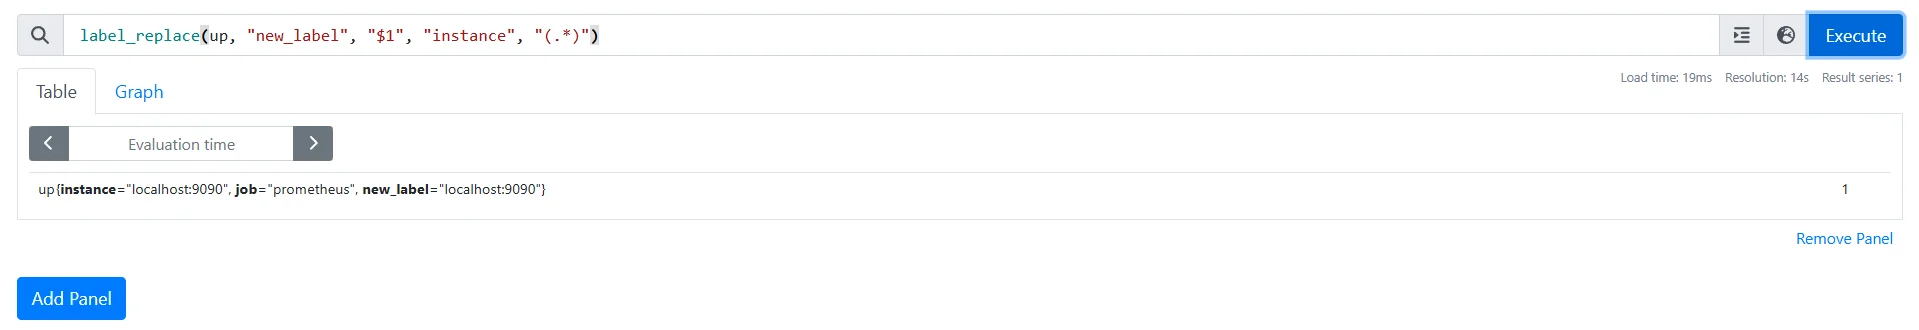 label_replace(up, "new_label", "$1", "instance", "(.*)")
Execute
Table
Graph
Load time: 19ms Resolution: 14s Result series: 1
Evaluation time
up{instance="localhost:9090", job="prometheus", new_label="localhost:9090"}
1
Remove Panel
Add Panel